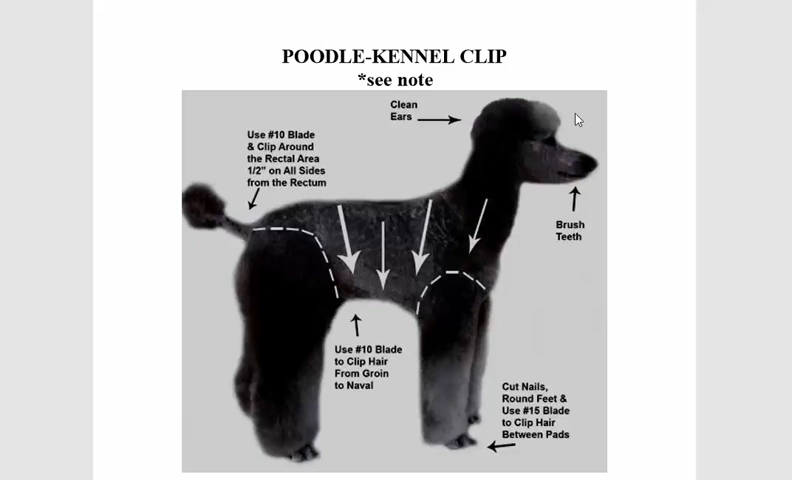 POODLE-KENNEL CLIP
*see note
Clean
Ears
Use #10 Blade
& Clip Around
the Rectal Area
1/2" on All Sides
from the Rectum
Brush
Teeth
Use #10 Blade
to Clip Hair
From Groin
to Naval
Cut Nails,
Round Feet &
Use #15 Blade
to Clip Hair
Between Pads